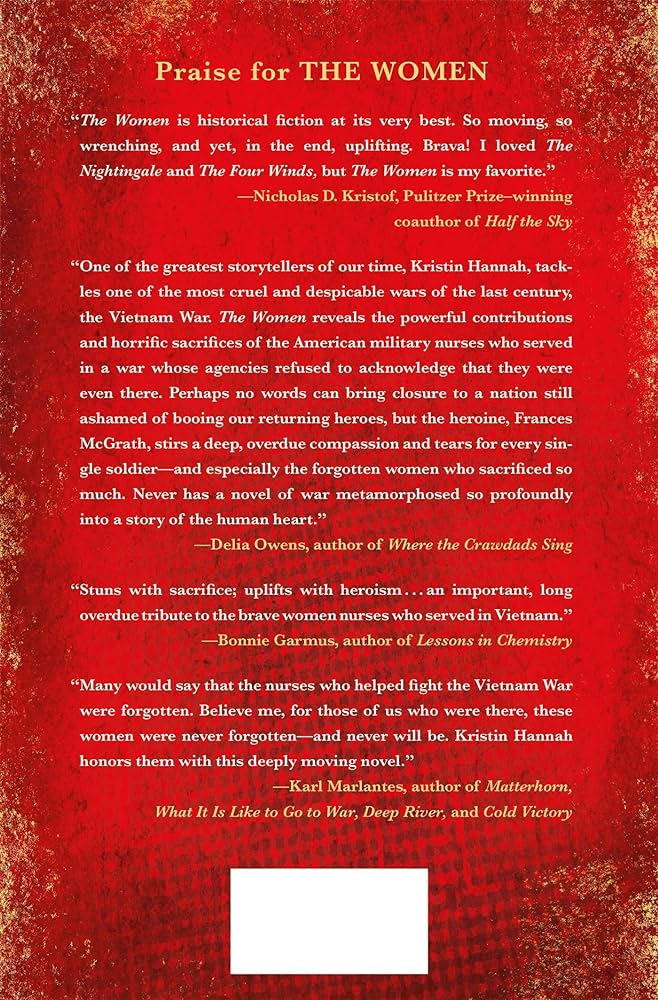 Praise for THE WOMEN
“The Women is historical fiction at its very best. So moving, so
wrenching, and yet, in the end, uplifting. Brava! I loved The
Nightingale and The Four Winds, but The Women is my favorite.”
—Nicholas D. Kristof, Pulitzer Prize–winning
coauthor of Half the Sky
“One of the greatest storytellers of our time, Kristin Hannah, tack-
les one of the most cruel and despicable wars of the last century,
the Vietnam War. The Women reveals the powerful contributions
and horrific sacrifices of the American military nurses who served
in a war whose agencies refused to acknowledge that they were
even there. Perhaps no words can bring closure to a nation still
ashamed of booing our returning heroes, but the heroine, Frances
McGrath, stirs a deep, overdue compassion and tears for every sin-
gle soldier—and especially the forgotten women who sacrificed so
much. Never has a novel of war metamorphosed so profoundly
into a story of the human heart.”
—Delia Owens, author of Where the Crawdads Sing
“Stuns with sacrifice; uplifts with heroism . . . an important, long
overdue tribute to the brave women nurses who served in Vietnam.”
—Bonnie Garmus, author of Lessons in Chemistry
“Many would say that the nurses who helped fight the Vietnam War
were forgotten. Believe me, for those of us who were there, these
women were never forgotten—and never will be. Kristin Hannah
honors them with this deeply moving novel.”
—Karl Marlantes, author of Matterhorn,
What It Is Like to Go to War, Deep River, and Cold Victory